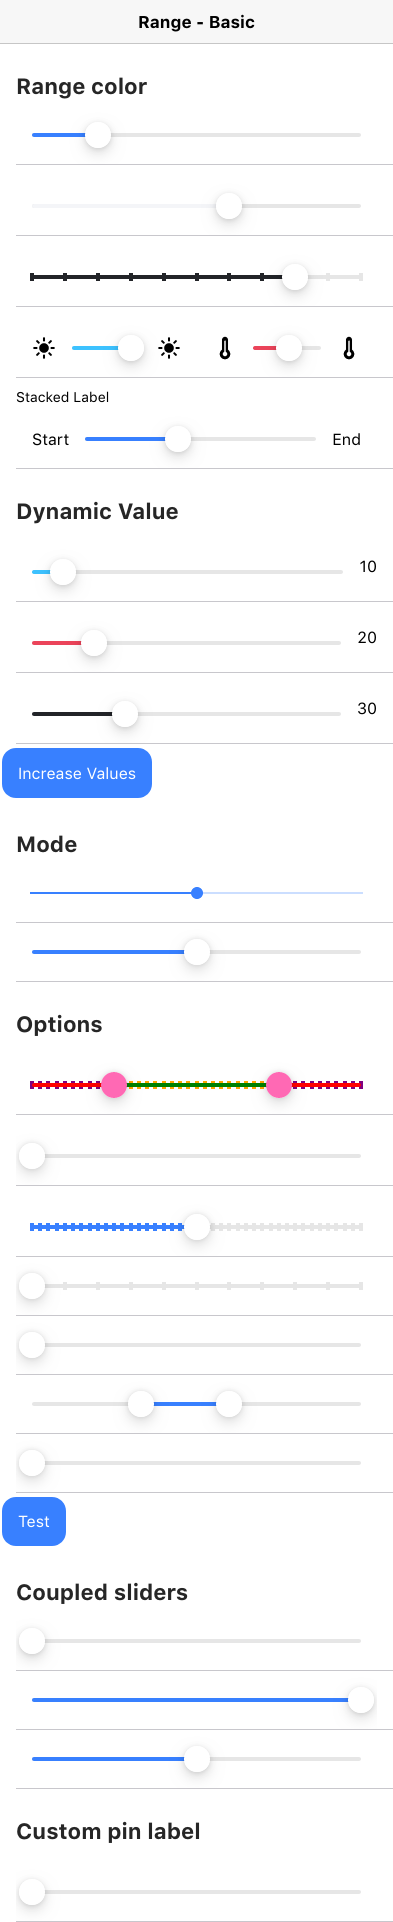 Range - Basic
Range color
Stacked Label
Start
End
Dynamic Value
10
20
30
Increase Values
Mode
Options
Test
Coupled sliders
Custom pin label